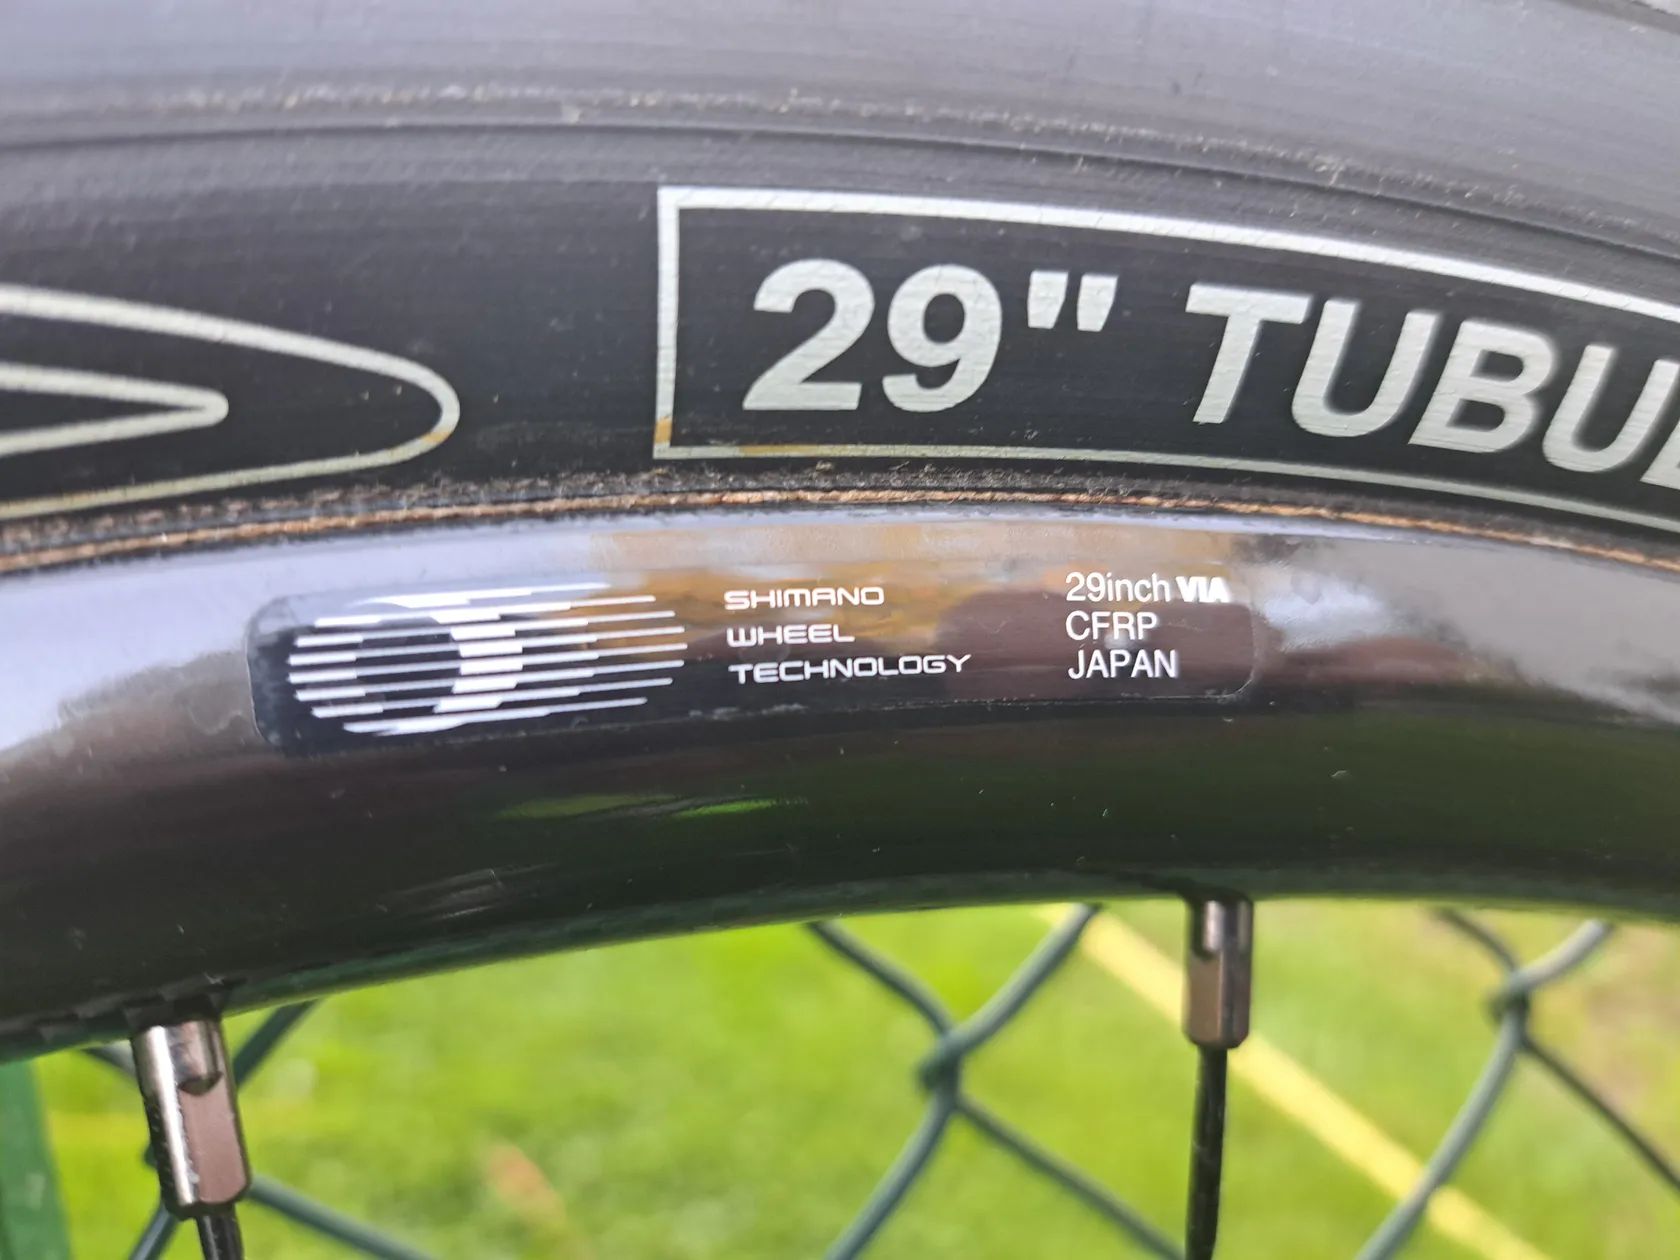 29" TUBU
SHIMANO
WHEEL
TECHNOLOGY
29inch VIA
CFRP
JAPAN